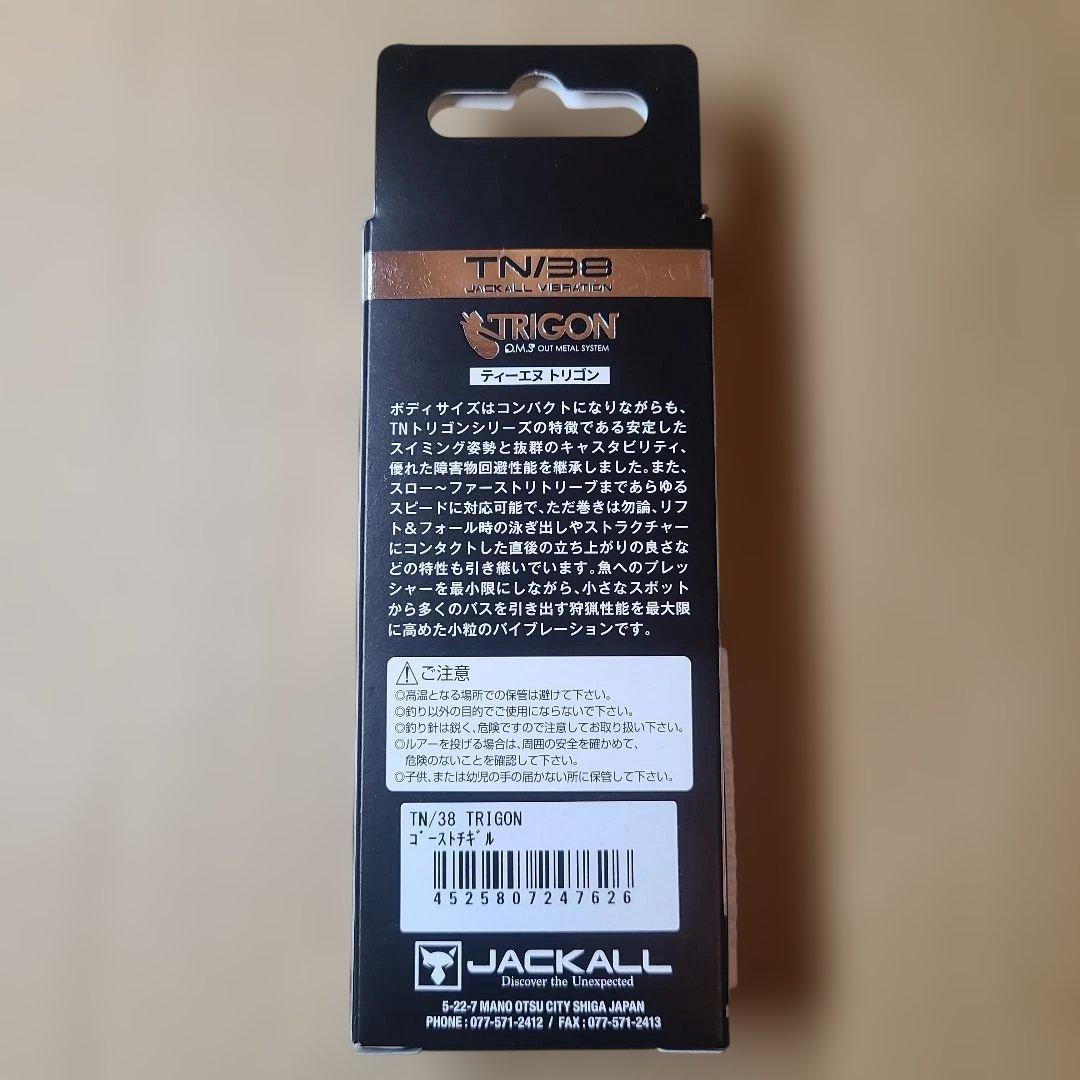 TN/38
JACKALL VIBRATION
TRIGON
O.M.S OUT METAL SYSTEM
ティーエヌ トリゴン
ボディサイズはコンパクトになりながらも、
TNトリゴンシリーズの特徴である安定した
スイミング姿勢と抜群のキャスタビリティ、
優れた障害物回避性能を継承しました。また、
スロー～ファーストリトリーブまであらゆる
スピードに対応可能で、ただ巻きは勿論、リフ
ト&フォール時の泳ぎ出しやストラクチャー
にコンタクトした直後の立ち上がりの良さな
どの特性も引き継いでいます。魚へのプレッ
シャーを最小限にしながら、小さなスポット
から多くのバスを引き出す狩猟性能を最大限
に高めた小粒のバイブレーションです。
ご注意
◎高温となる場所での保管は避けて下さい。
◎釣り以外の目的でご使用にならないで下さい。
◎釣り針は鋭く、危険ですので注意してお取り扱い下さい。
◎ルアーを投げる場合は、周囲の安全を確かめて、
危険のないことを確認して下さい。
◎子供、または幼児の手の届かない所に保管して下さい。
TN/38 TRIGON
ｺﾞｰｽﾄﾁｷﾞﾙ
4525807247626
JACKALL
Discover the Unexpected
5-22-7 MANO OTSU CITY SHIGA JAPAN
PHONE : 077-571-2412 / FAX : 077-571-2413